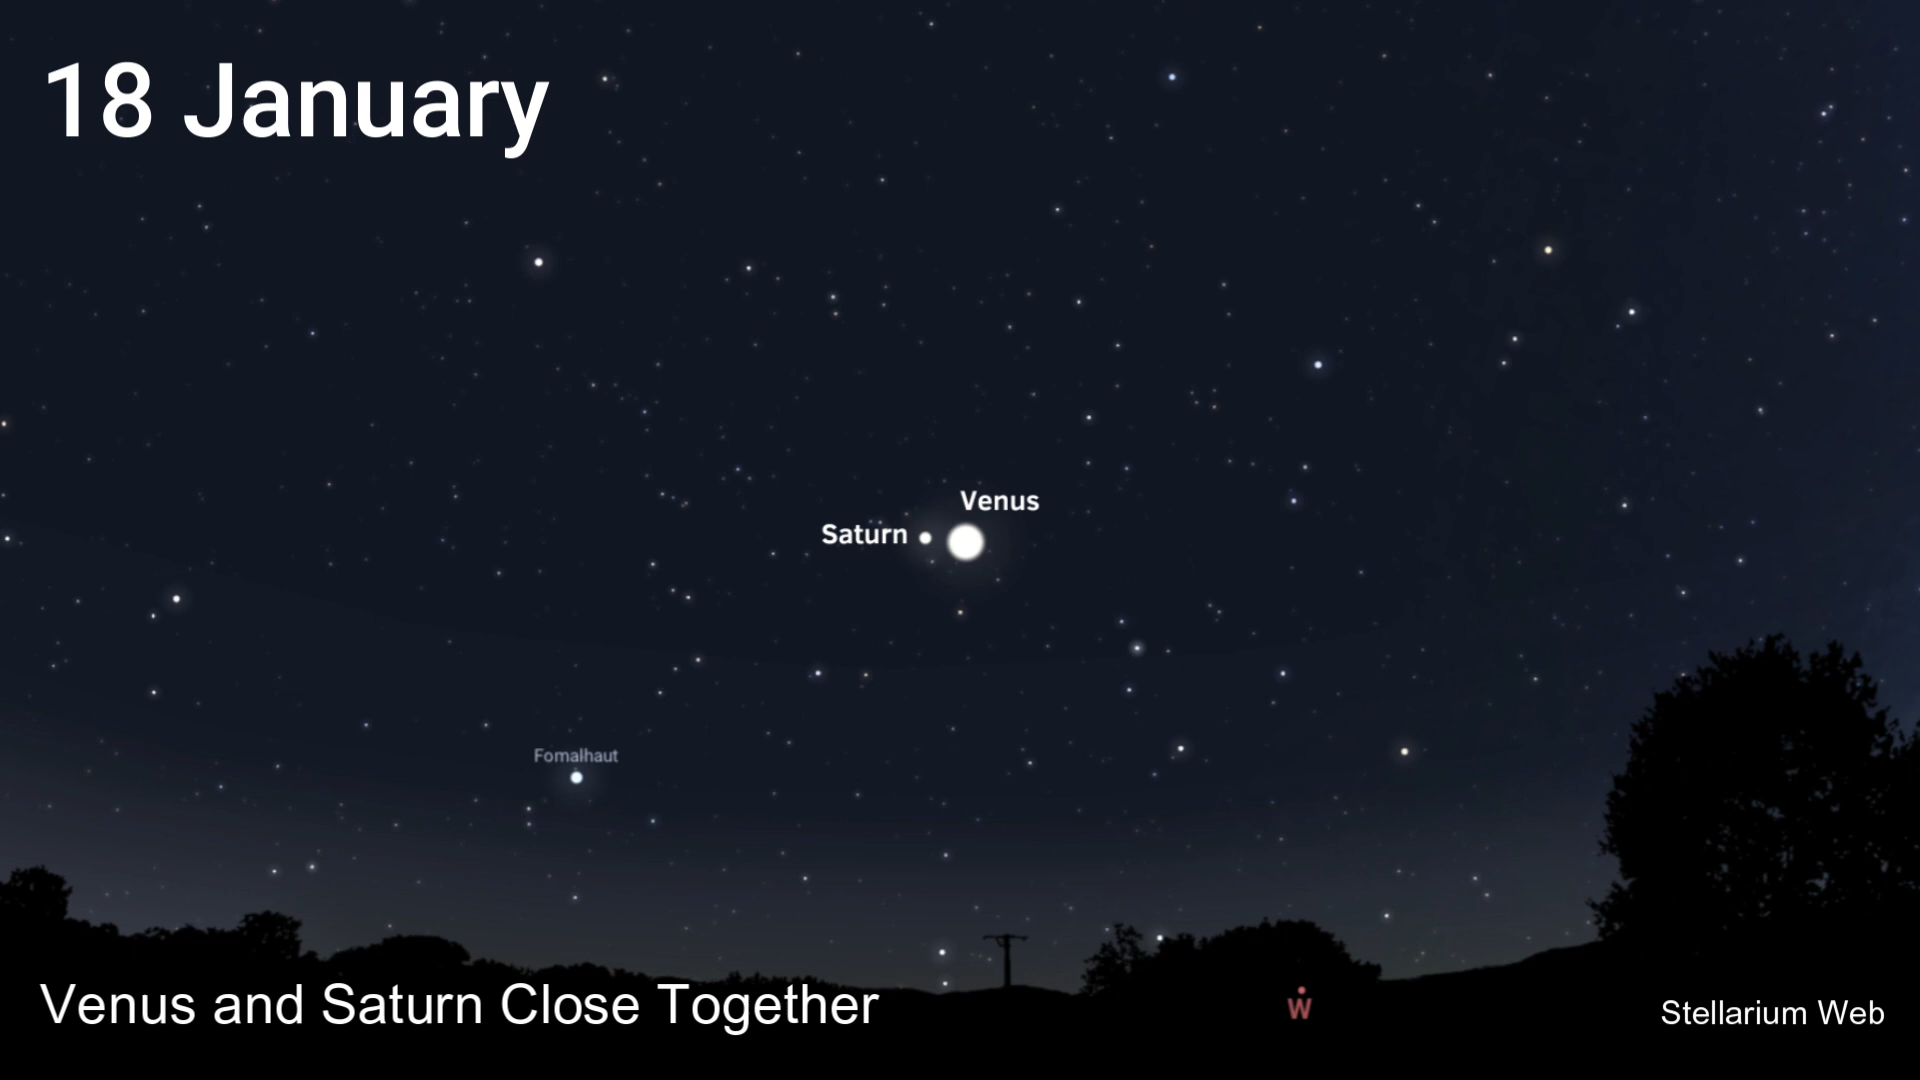 18 January
Venus
Saturn
Fomalhaut
W
Venus and Saturn Close Together
Stellarium Web